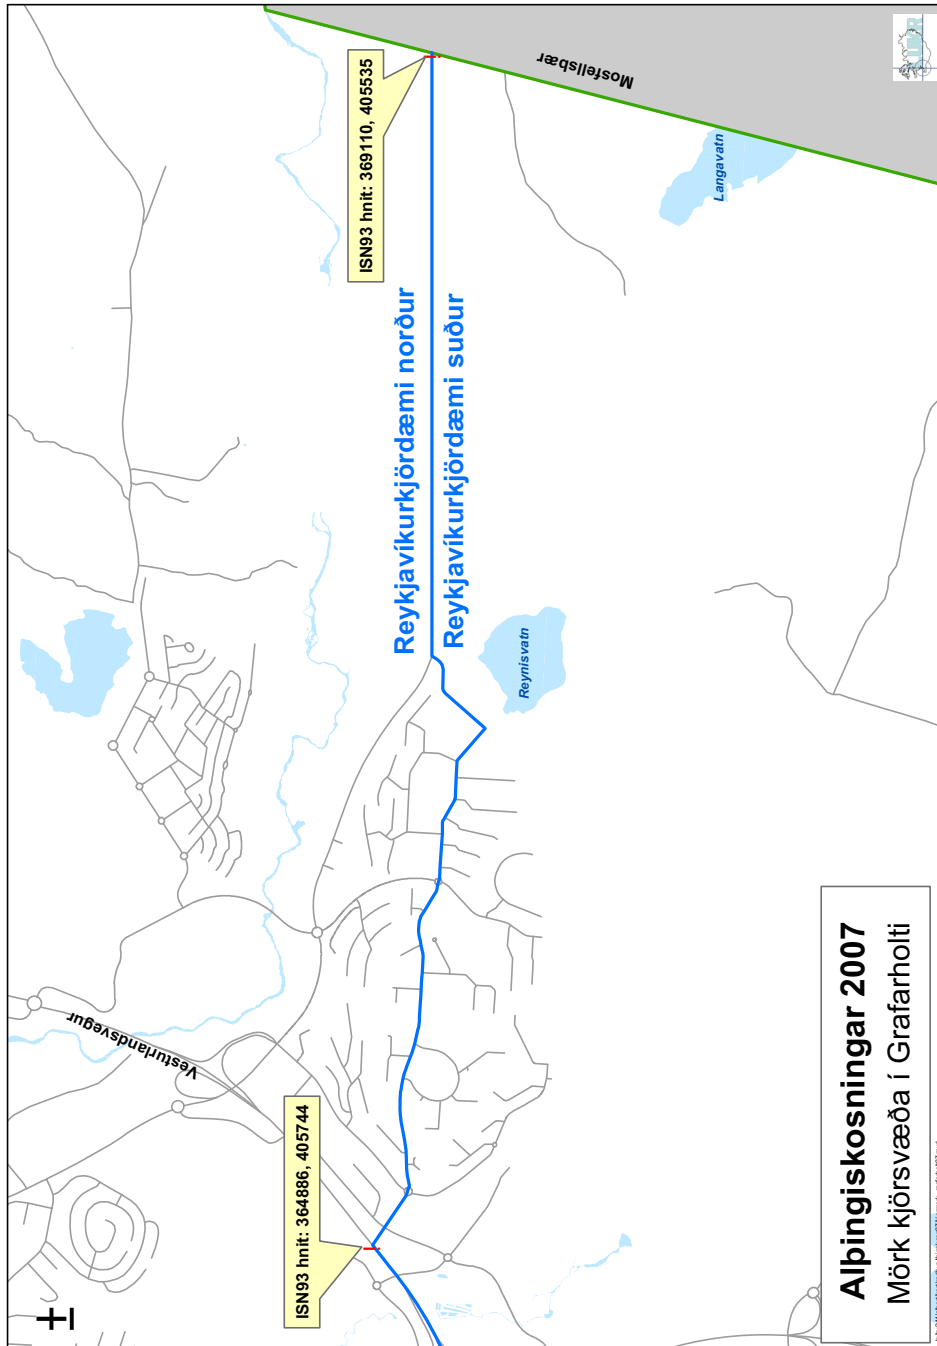 Mosfellsbær
ISN93 hnit: 369110, 405535
Langavatn
Reykjavíkurkjördæmi norður
Reykjavíkurkjördæmi suður
Reynisvatn
Vesturlandsvegur
ISN93 hnit: 364886, 405744
Alþingiskosningar 2007
Mörk kjörsvæða í Grafarholti